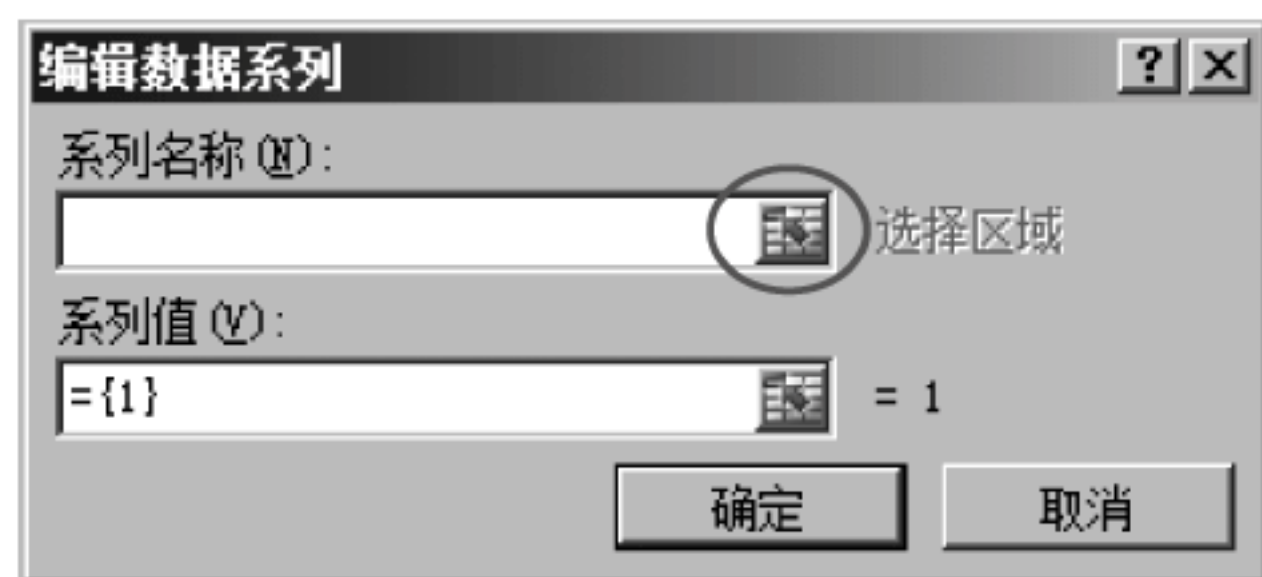 编辑数据系列
系列名称(N):
选择区域
系列值(V):
={1}
= 1
确定
取消